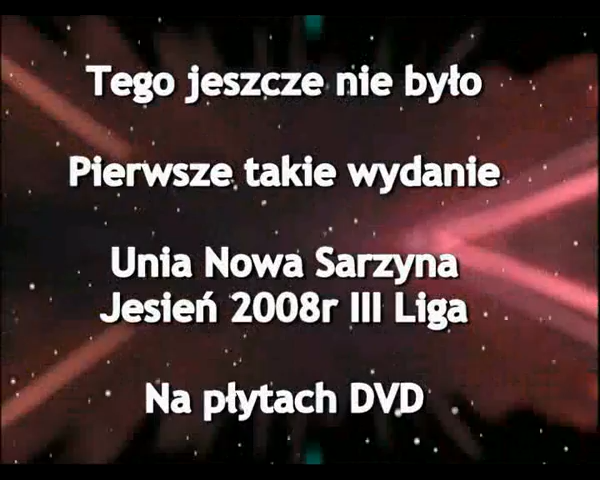 Tego jeszcze nie było
Pierwsze takie wydanie
Unia Nowa Sarzyna
Jesień 2008r III Liga
Na płytach DVD